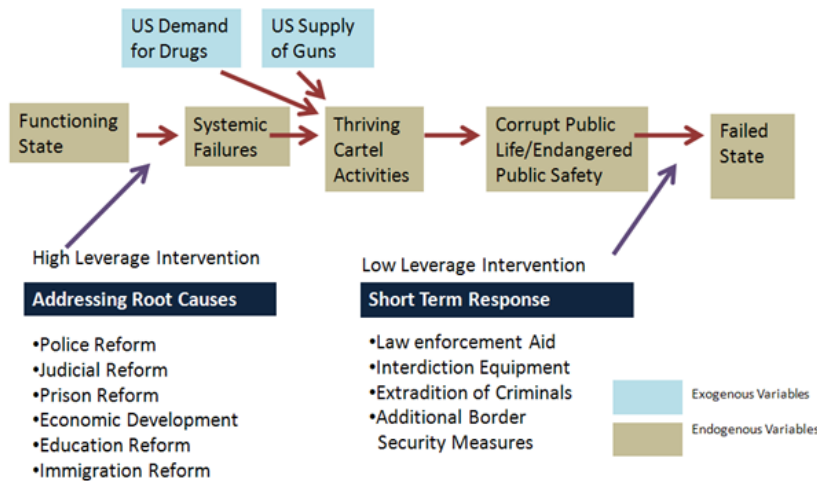 US Demand
for Drugs
US Supply
of Guns
Functioning
State
Systemic
Failures
Thriving
Cartel
Activities
Corrupt Public
Life/Endangered
Public Safety
Failed
State
High Leverage Intervention
Addressing Root Causes
•Police Reform
•Judicial Reform
•Prison Reform
•Economic Development
•Education Reform
•Immigration Reform
Low Leverage Intervention
Short Term Response
•Law enforcement Aid
•Interdiction Equipment
•Extradition of Criminals
•Additional Border
Security Measures
Exogenous Variables
Endogenous Variables